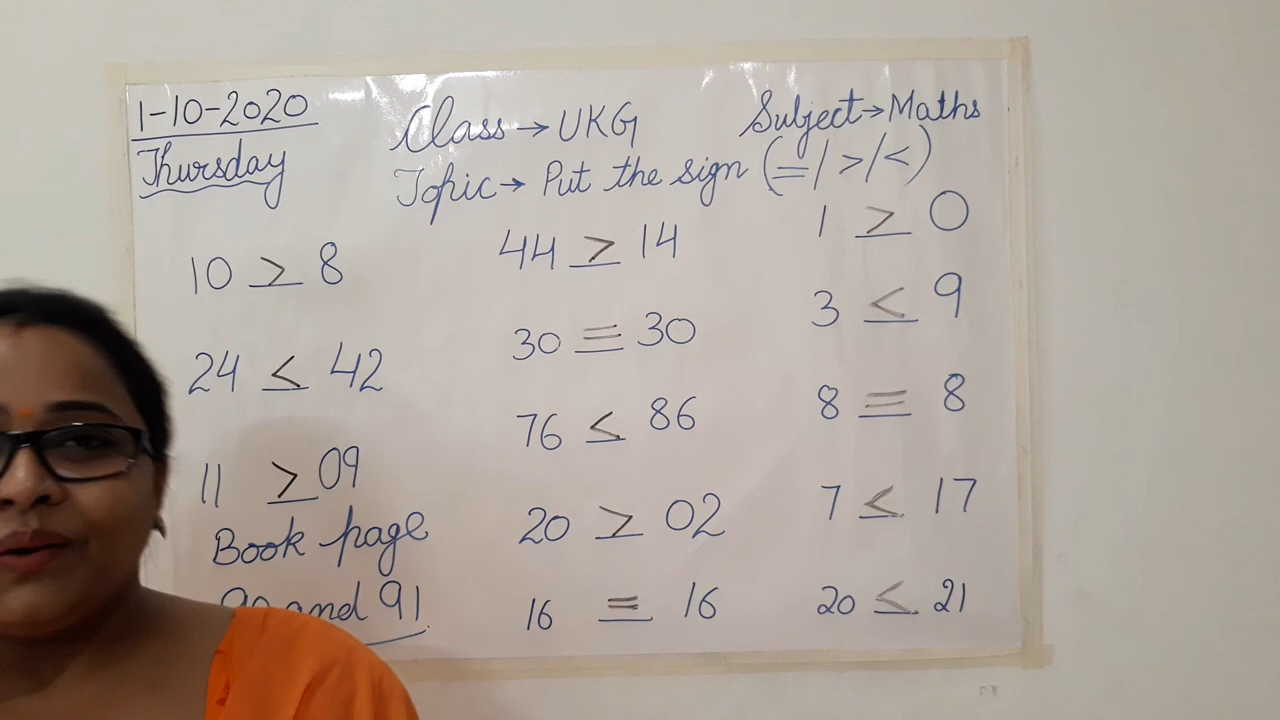 1-10-2020
Thursday
Class→ UKG
Subject→ Maths
Topic→ Put the sign (=/>/<)
10 > 8
24 < 42
11 > 09
Book page
90 and 91
44 > 14
30 = 30
76 < 86
20 > 02
16 = 16
1 > 0
3 < 9
8 = 8
7 < 17
20 < 21